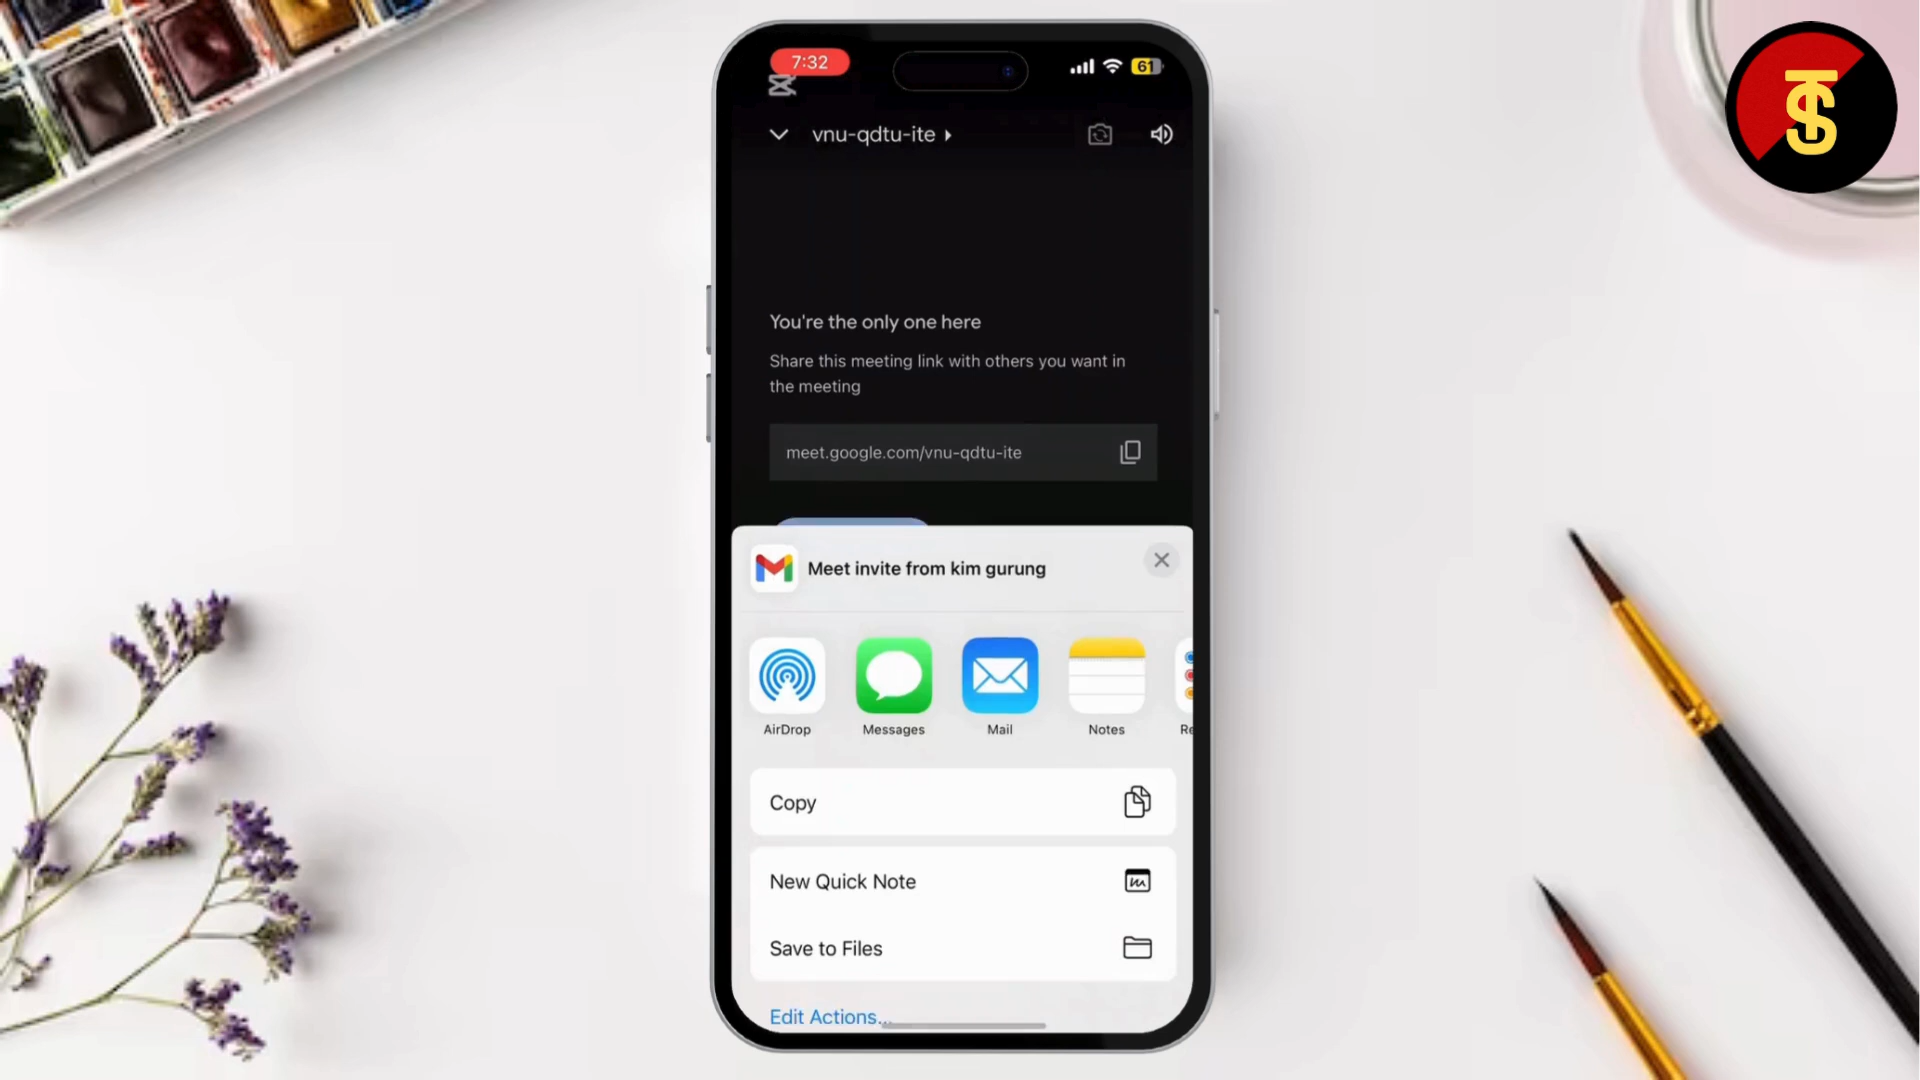 7:32
61
vnu-qdtu-ite
You're the only one here
Share this meeting link with others you want in
the meeting
meet.google.com/vnu-qdtu-ite
Meet invite from kim gurung
AirDrop
Messages
Mail
Notes
Re
Copy
New Quick Note
Save to Files
Edit Actions...